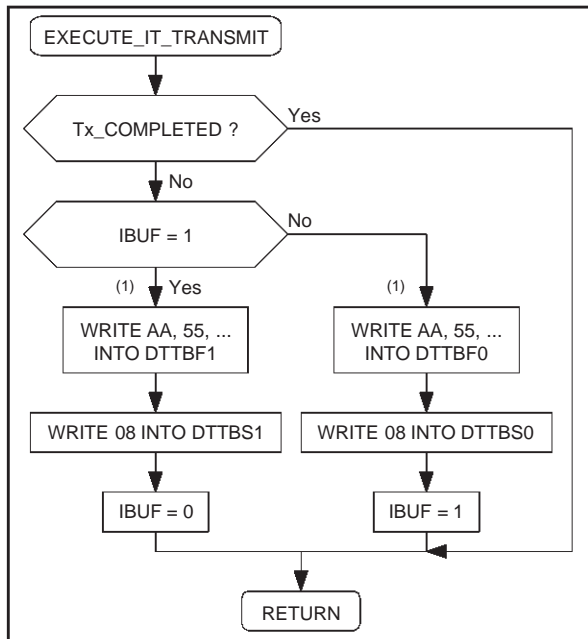 EXECUTE_IT_TRANSMIT
Tx_COMPLETED ?
Yes
No
IBUF = 1
No
(1)
Yes
(1)
WRITE AA, 55, ...
INTO DTTBF1
WRITE AA, 55, ...
INTO DTTBF0
WRITE 08 INTO DTTBS1
WRITE 08 INTO DTTBS0
IBUF = 0
IBUF = 1
RETURN